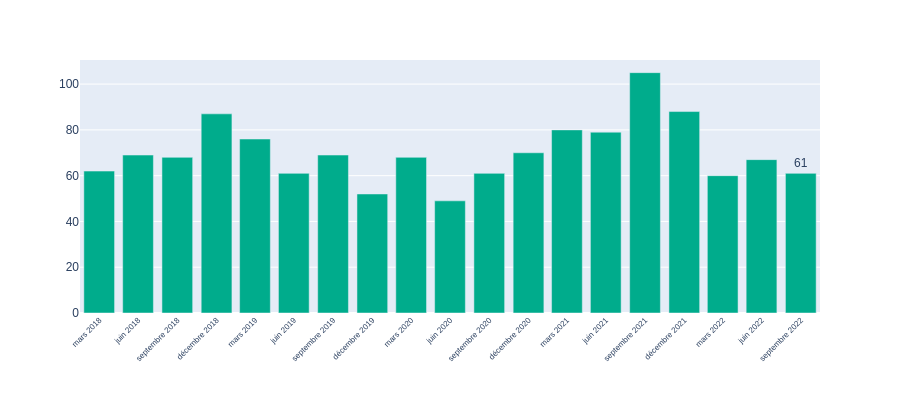 100
80
60
40
20
0
61
mars 2018
juin 2018
septembre 2018
décembre 2018
mars 2019
juin 2019
septembre 2019
décembre 2019
mars 2020
juin 2020
septembre 2020
décembre 2020
mars 2021
juin 2021
septembre 2021
décembre 2021
mars 2022
juin 2022
septembre 2022